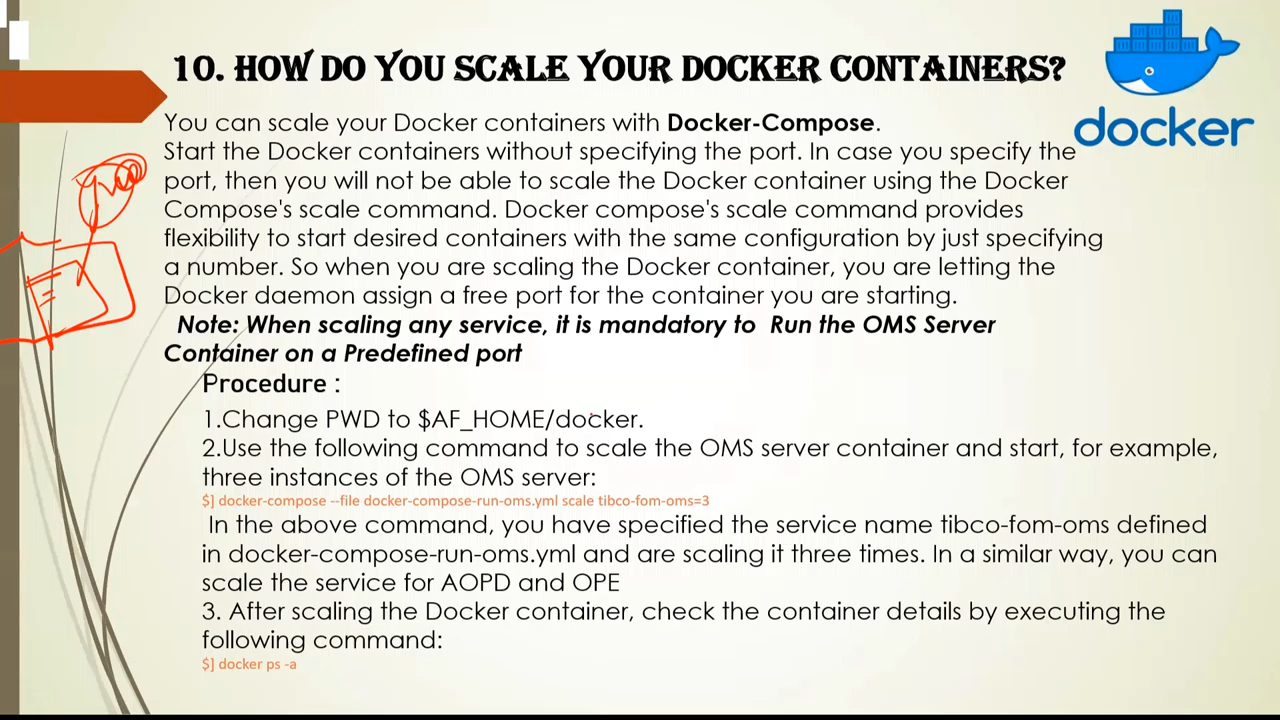 10. HOW DO YOU SCALE YOUR DOCKER CONTAINERS?
docker
You can scale your Docker containers with Docker-Compose.
Start the Docker containers without specifying the port. In case you specify the
port, then you will not be able to scale the Docker container using the Docker
Compose's scale command. Docker compose's scale command provides
flexibility to start desired containers with the same configuration by just specifying
a number. So when you are scaling the Docker container, you are letting the
Docker daemon assign a free port for the container you are starting.
Note: When scaling any service, it is mandatory to Run the OMS Server
Container on a Predefined port
Procedure :
1.Change PWD to $AF_HOME/docker.
2.Use the following command to scale the OMS server container and start, for example,
three instances of the OMS server:
$] docker-compose --file docker-compose-run-oms.yml scale tibco-fom-oms=3
In the above command, you have specified the service name tibco-fom-oms defined
in docker-compose-run-oms.yml and are scaling it three times. In a similar way, you can
scale the service for AOPD and OPE
3. After scaling the Docker container, check the container details by executing the
following command:
$] docker ps -a